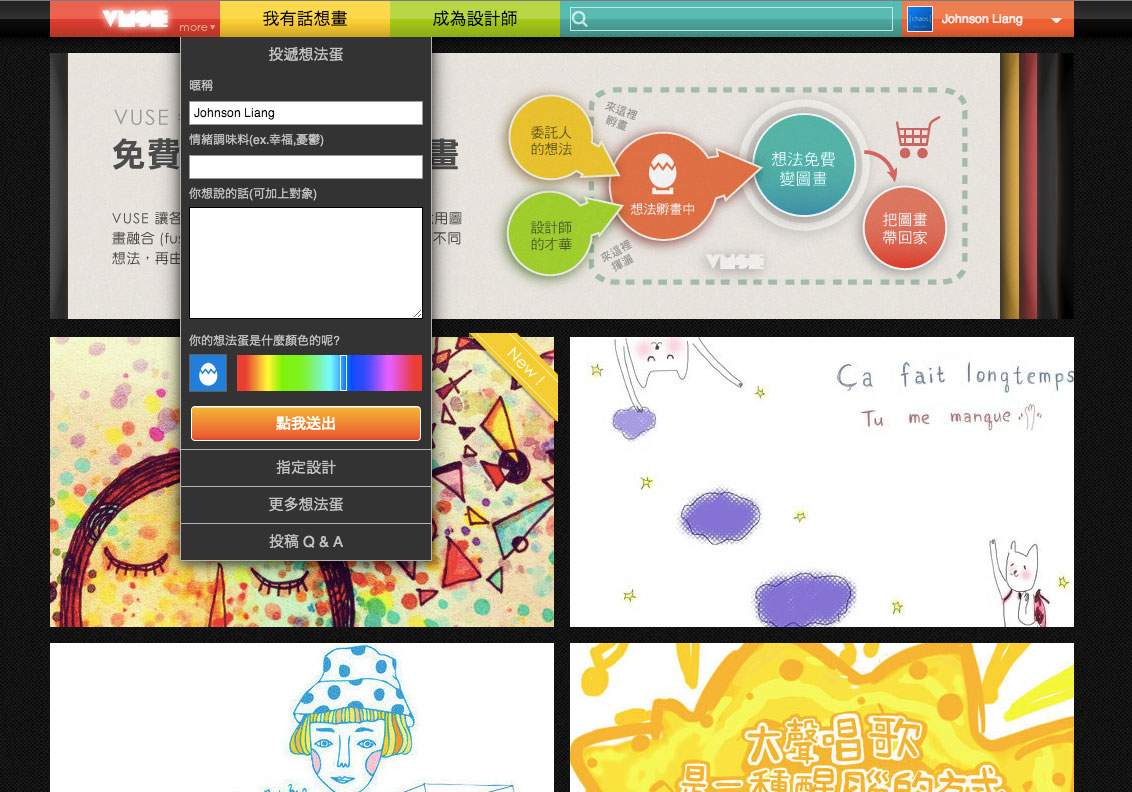 VUSE
more▾
我有話想畫
成為設計師
Johnson Liang
投遞想法蛋
暱稱
Johnson Liang
情緒調味料(ex.幸福,憂鬱)
你想說的話(可加上對象)
你的想法蛋是什麼顏色的呢?
點我送出
指定設計
更多想法蛋
投稿 Q & A
VUSE
免費
畫
VUSE 讓各
用圖
畫融合 (fus
不同
想法，再由
委託人
的想法
設計師
的才華
來這裡
孵畫
來這裡
揮灑
想法孵畫中
想法免費
變圖畫
把圖畫
帶回家
VUSE
New !
Ça fait longtemps
Tu me manque
大聲唱歌
是一種醒腦的方式